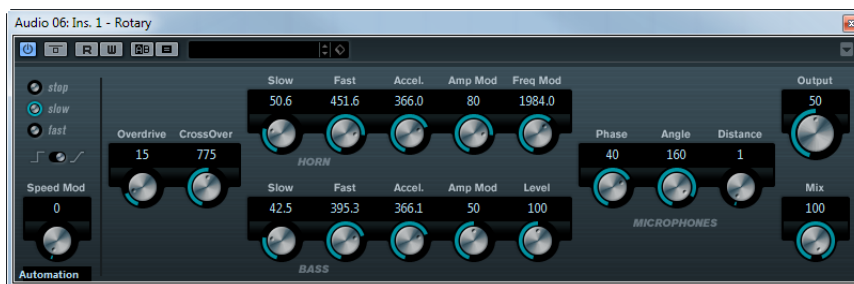 Audio 06: Ins. 1 - Rotary
R W AB
stop
slow
fast
Speed Mod
0
Automation
Overdrive CrossOver
15 775
Slow Fast Accel. Amp Mod Freq Mod
50.6 451.6 366.0 80 1984.0
HORN
Slow Fast Accel. Amp Mod Level
42.5 395.3 366.1 50 100
BASS
Phase Angle Distance
40 160 1
MICROPHONES
Output
50
Mix
100